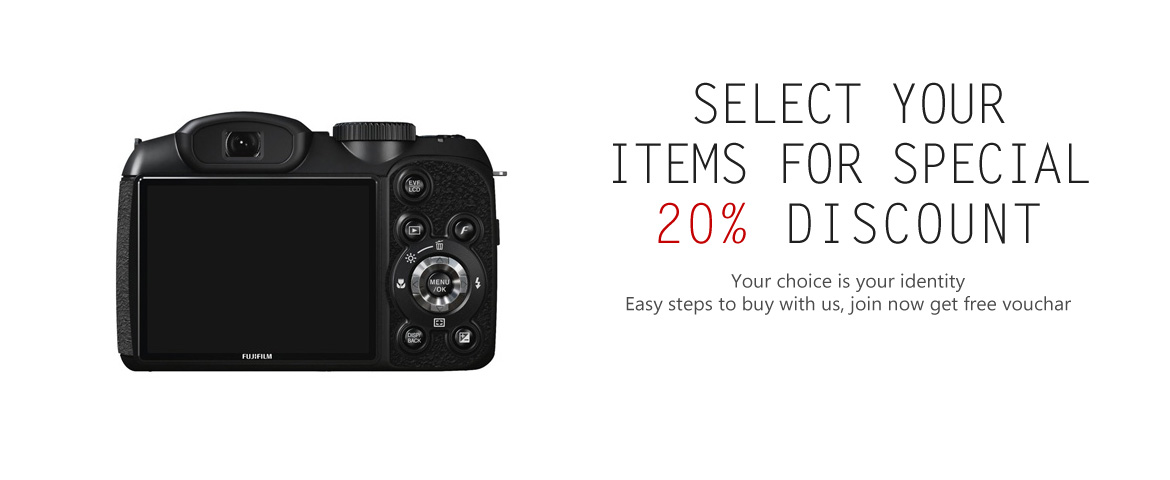 SELECT YOUR
ITEMS FOR SPECIAL
20% DISCOUNT
Your choice is your identity
Easy steps to buy with us, join now get free vouchar
EVF
LCD
F
MENU
/OK
DISP/
BACK
FUJIFILM